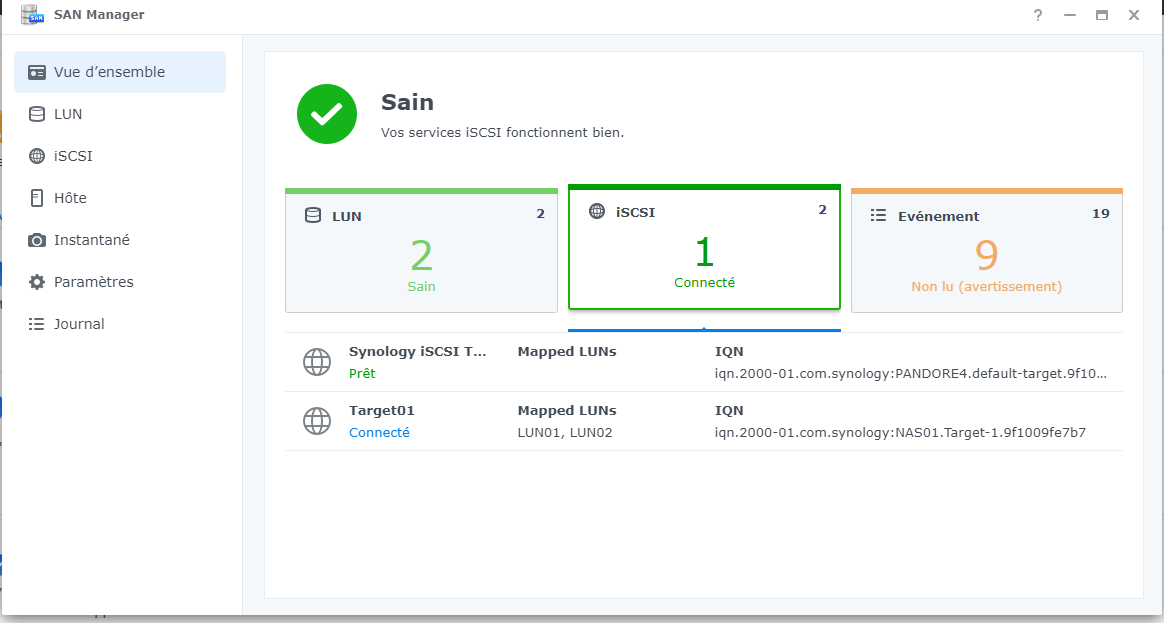 SAN Manager
Vue d’ensemble
LUN
iSCSI
Hôte
Instantané
Paramètres
Journal
Sain
Vos services iSCSI fonctionnent bien.
LUN 2
2
Sain
iSCSI 2
1
Connecté
Evénement 19
9
Non lu (avertissement)
Synology iSCSI T... Mapped LUNs IQN
Prêt iqn.2000-01.com.synology:PANDORE4.default-target.9f10...
Target01 Mapped LUNs IQN
Connecté LUN01, LUN02 iqn.2000-01.com.synology:NAS01.Target-1.9f1009fe7b7